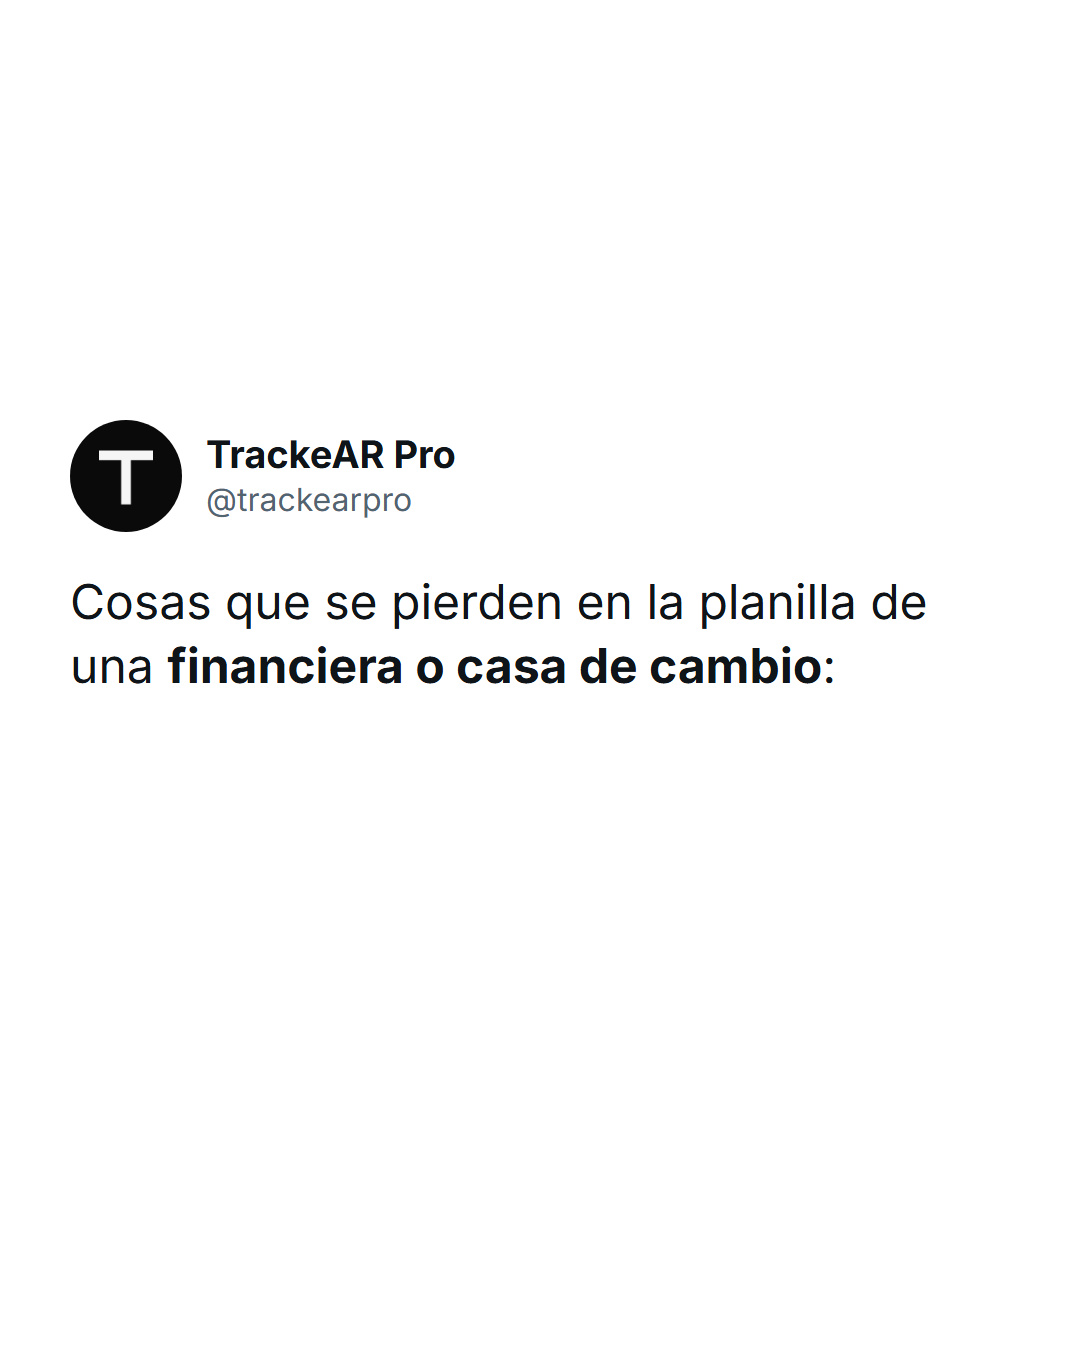 T
TrackeAR Pro
@trackearpro
Cosas que se pierden en la planilla de
una financiera o casa de cambio: